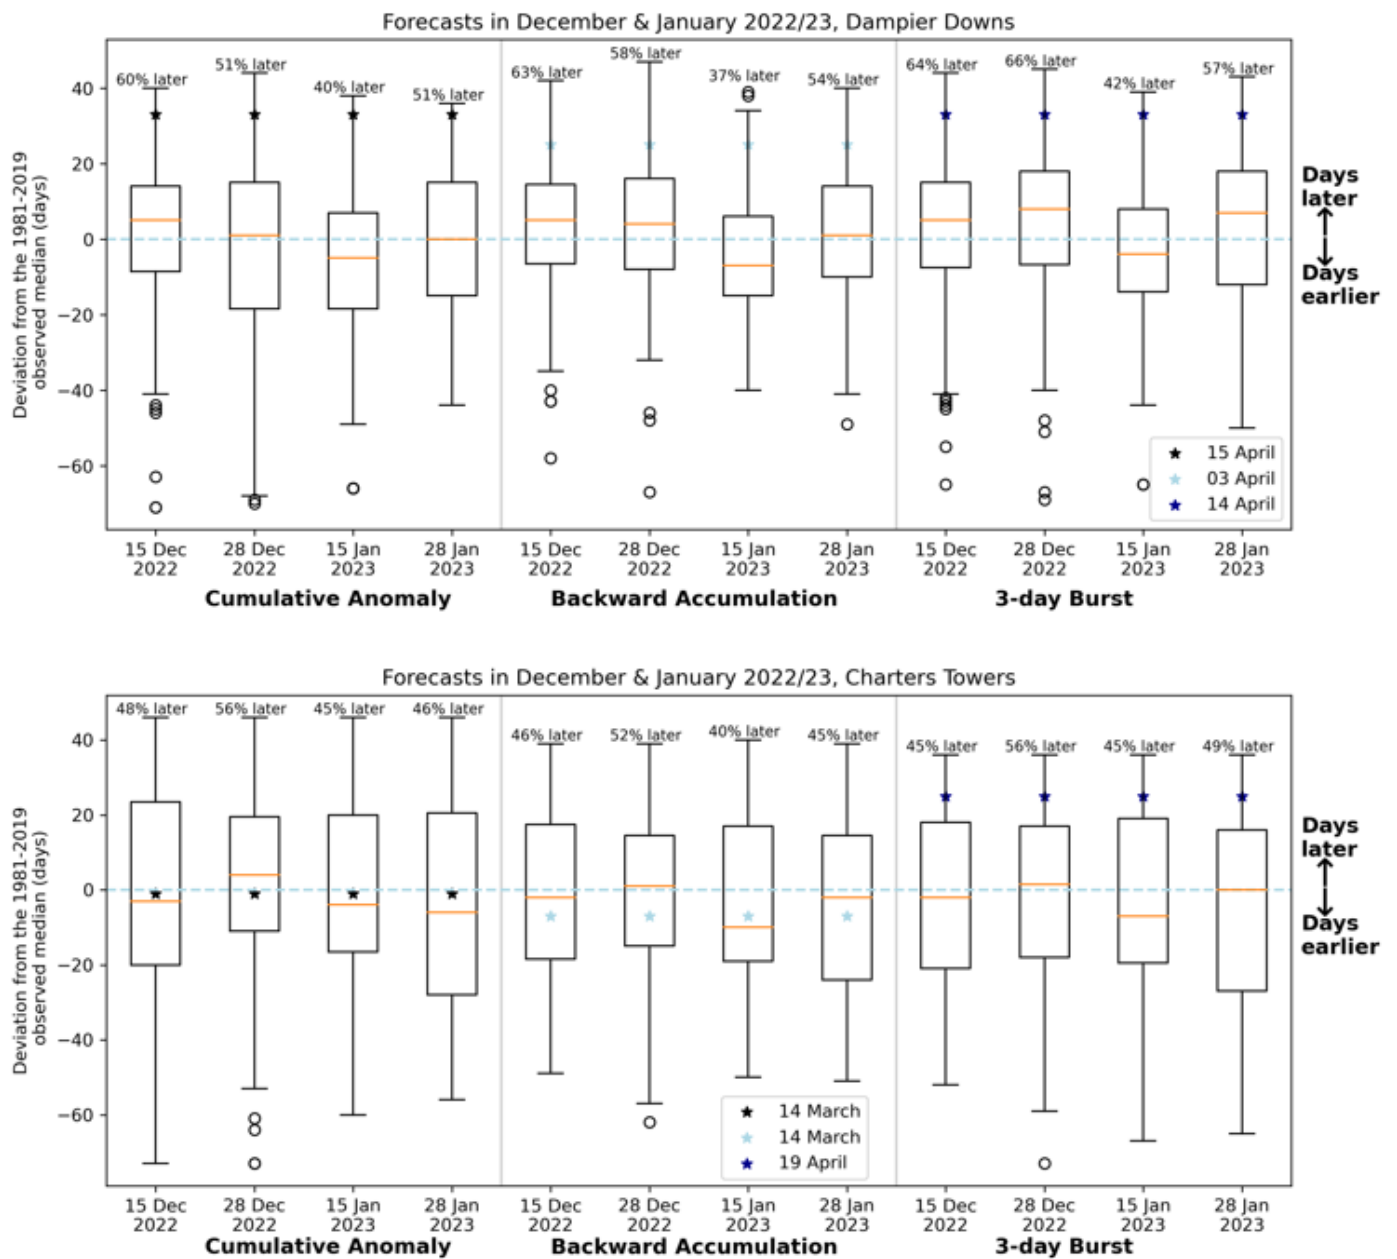 Forecasts in December & January 2022/23, Dampier Downs
Deviation from the 1981-2019
observed median (days)
40
20
0
−20
−40
−60
60% later
51% later
40% later
51% later
63% later
58% later
37% later
54% later
64% later
66% later
42% later
57% later
Days
later
Days
earlier
15 April
03 April
14 April
15 Dec
2022
28 Dec
2022
15 Jan
2023
28 Jan
2023
15 Dec
2022
28 Dec
2022
15 Jan
2023
28 Jan
2023
15 Dec
2022
28 Dec
2022
15 Jan
2023
28 Jan
2023
Cumulative Anomaly
Backward Accumulation
3-day Burst
Forecasts in December & January 2022/23, Charters Towers
Deviation from the 1981-2019
observed median (days)
40
20
0
−20
−40
−60
48% later
56% later
45% later
46% later
46% later
52% later
40% later
45% later
45% later
56% later
45% later
49% later
Days
later
Days
earlier
14 March
14 March
19 April
15 Dec
2022
28 Dec
2022
15 Jan
2023
28 Jan
2023
15 Dec
2022
28 Dec
2022
15 Jan
2023
28 Jan
2023
15 Dec
2022
28 Dec
2022
15 Jan
2023
28 Jan
2023
Cumulative Anomaly
Backward Accumulation
3-day Burst